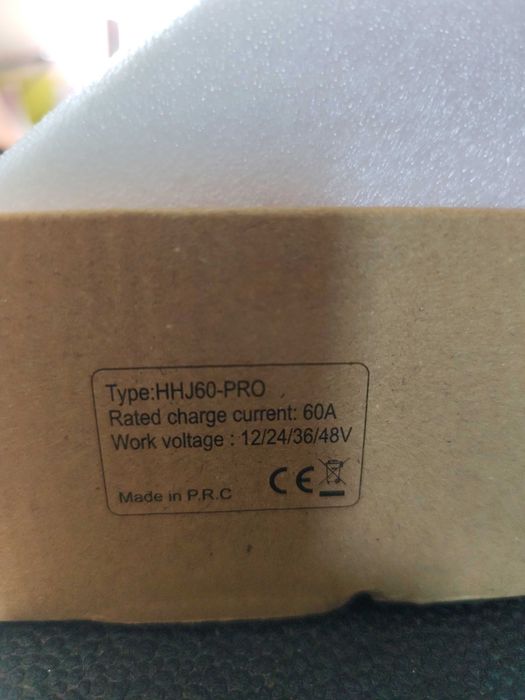 Type:HHJ60-PRO
Rated charge current: 60A
Work voltage : 12/24/36/48V
Made in P.R.C
CE